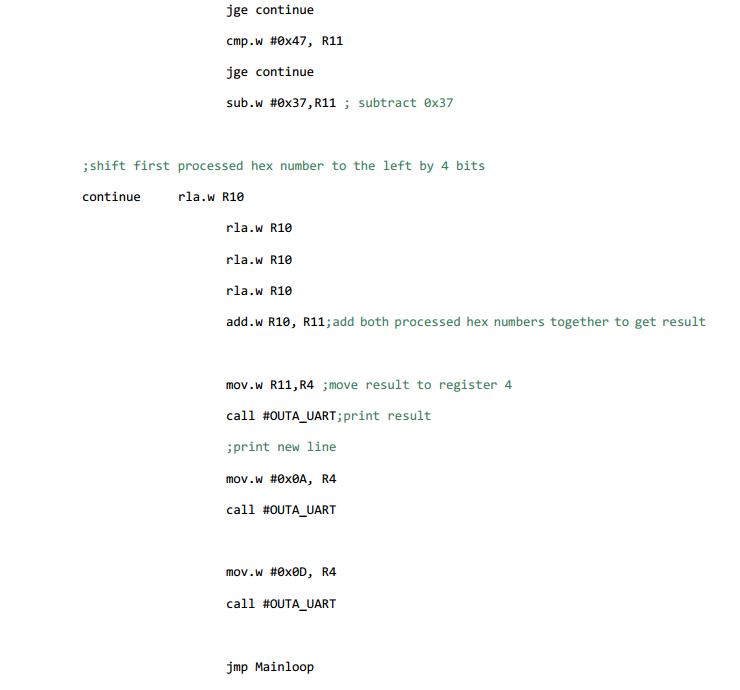 jge continue
cmp.w #0x47, R11
jge continue
sub.w #0x37,R11 ; subtract 0x37
;shift first processed hex number to the left by 4 bits
continue rla.w R10
rla.w R10
rla.w R10
rla.w R10
add.w R10, R11;add both processed hex numbers together to get result
mov.w R11,R4 ;move result to register 4
call #OUTA_UART;print result
;print new line
mov.w #0x0A, R4
call #OUTA_UART
mov.w #0x0D, R4
call #OUTA_UART
jmp Mainloop